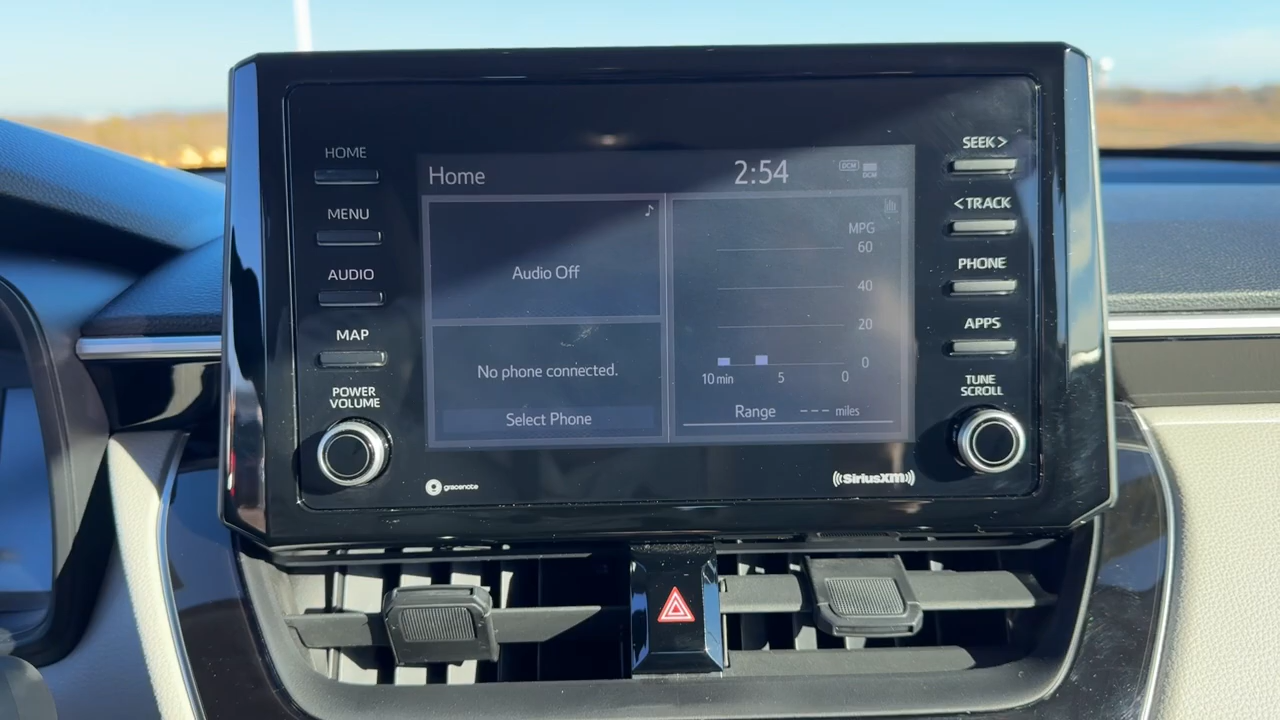 HOME
MENU
AUDIO
MAP
POWER
VOLUME
Home
2:54
DCM
DCM
Audio Off
No phone connected.
Select Phone
MPG
60
40
20
0
10 min 5 0
Range --- miles
SEEK >
< TRACK
PHONE
APPS
TUNE
SCROLL
gracenote
SiriusXM